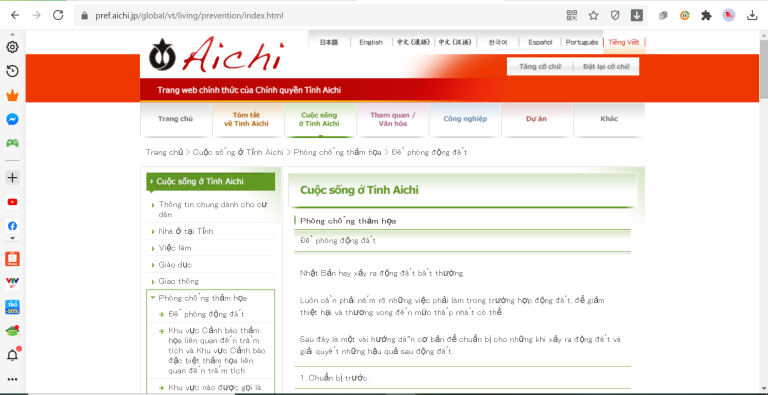 pref.aichi.jp/global/vt/living/prevention/index.html
日本語 English 中文 (漢語) 中文 (汉语) 한국어 Español Português Tiếng Việt
Aichi
Tăng cỡ chữ Đặt lại cỡ chữ
Trang web chính thức của Chính quyền Tỉnh Aichi
Trang chủ
Tóm tắt
về Tỉnh Aichi
Cuộc sống
ở Tỉnh Aichi
Tham quan /
Văn hóa
Công nghiệp
Dự án
Khác
Trang chủ > Cuộc sống ở Tỉnh Aichi > Phòng chống thảm họa > Đề phòng động đất
Cuộc sống ở Tỉnh Aichi
Thông tin chung dành cho cư
dân
Nhà ở tại Tỉnh
Việc làm
Giáo dục
Giao thông
Phòng chống thảm họa
Đề phòng động đất
Khu vực Cảnh báo thảm
họa liên quan đến trầm
tích và Khu vực Cảnh báo
đặc biệt thảm họa liên
quan đến trầm tích
Khu vực nào được gọi là
Cuộc sống ở Tỉnh Aichi
Phòng chống thảm họa
Đề phòng động đất
Nhật Bản hay xảy ra động đất bất thường.
Luôn cần phải nắm rõ những việc phải làm trong trường hợp động đất, để giảm
thiệt hại và thương vong đến mức thấp nhất có thể.
Sau đây là một vài hướng dẫn cơ bản để chuẩn bị cho những khi xảy ra động đất và
giải quyết những hậu quả sau động đất.
1. Chuẩn bị trước.
VTV
TIKI
-50%